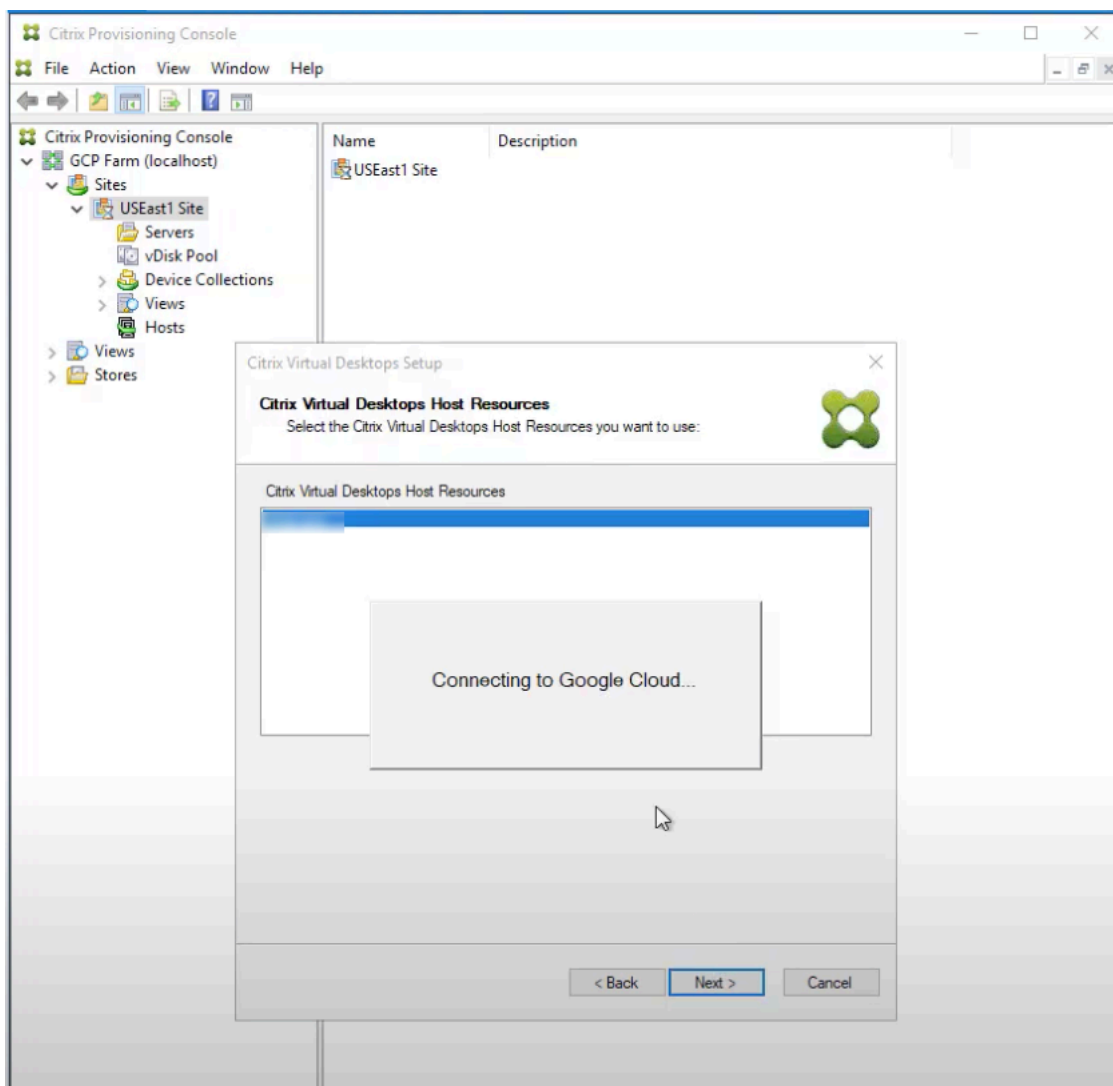 Citrix Provisioning Console
File Action View Window Help
Citrix Provisioning Console
GCP Farm (localhost)
Sites
USEast1 Site
Servers
vDisk Pool
Device Collections
Views
Hosts
Views
Stores
Name Description
USEast1 Site
Citrix Virtual Desktops Setup
Citrix Virtual Desktops Host Resources
Select the Citrix Virtual Desktops Host Resources you want to use:
Citrix Virtual Desktops Host Resources
Connecting to Google Cloud...
< Back Next > Cancel